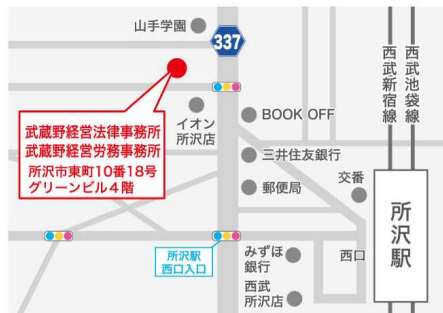 山手学園
337
西武新宿線
西武池袋線
武蔵野経営法律事務所
武蔵野経営労務事務所
所沢市東町10番18号
グリーンビル4階
イオン
所沢店
BOOK OFF
三井住友銀行
郵便局
交番
所沢駅
所沢駅
西口入口
みずほ
銀行
西口
西武
所沢店